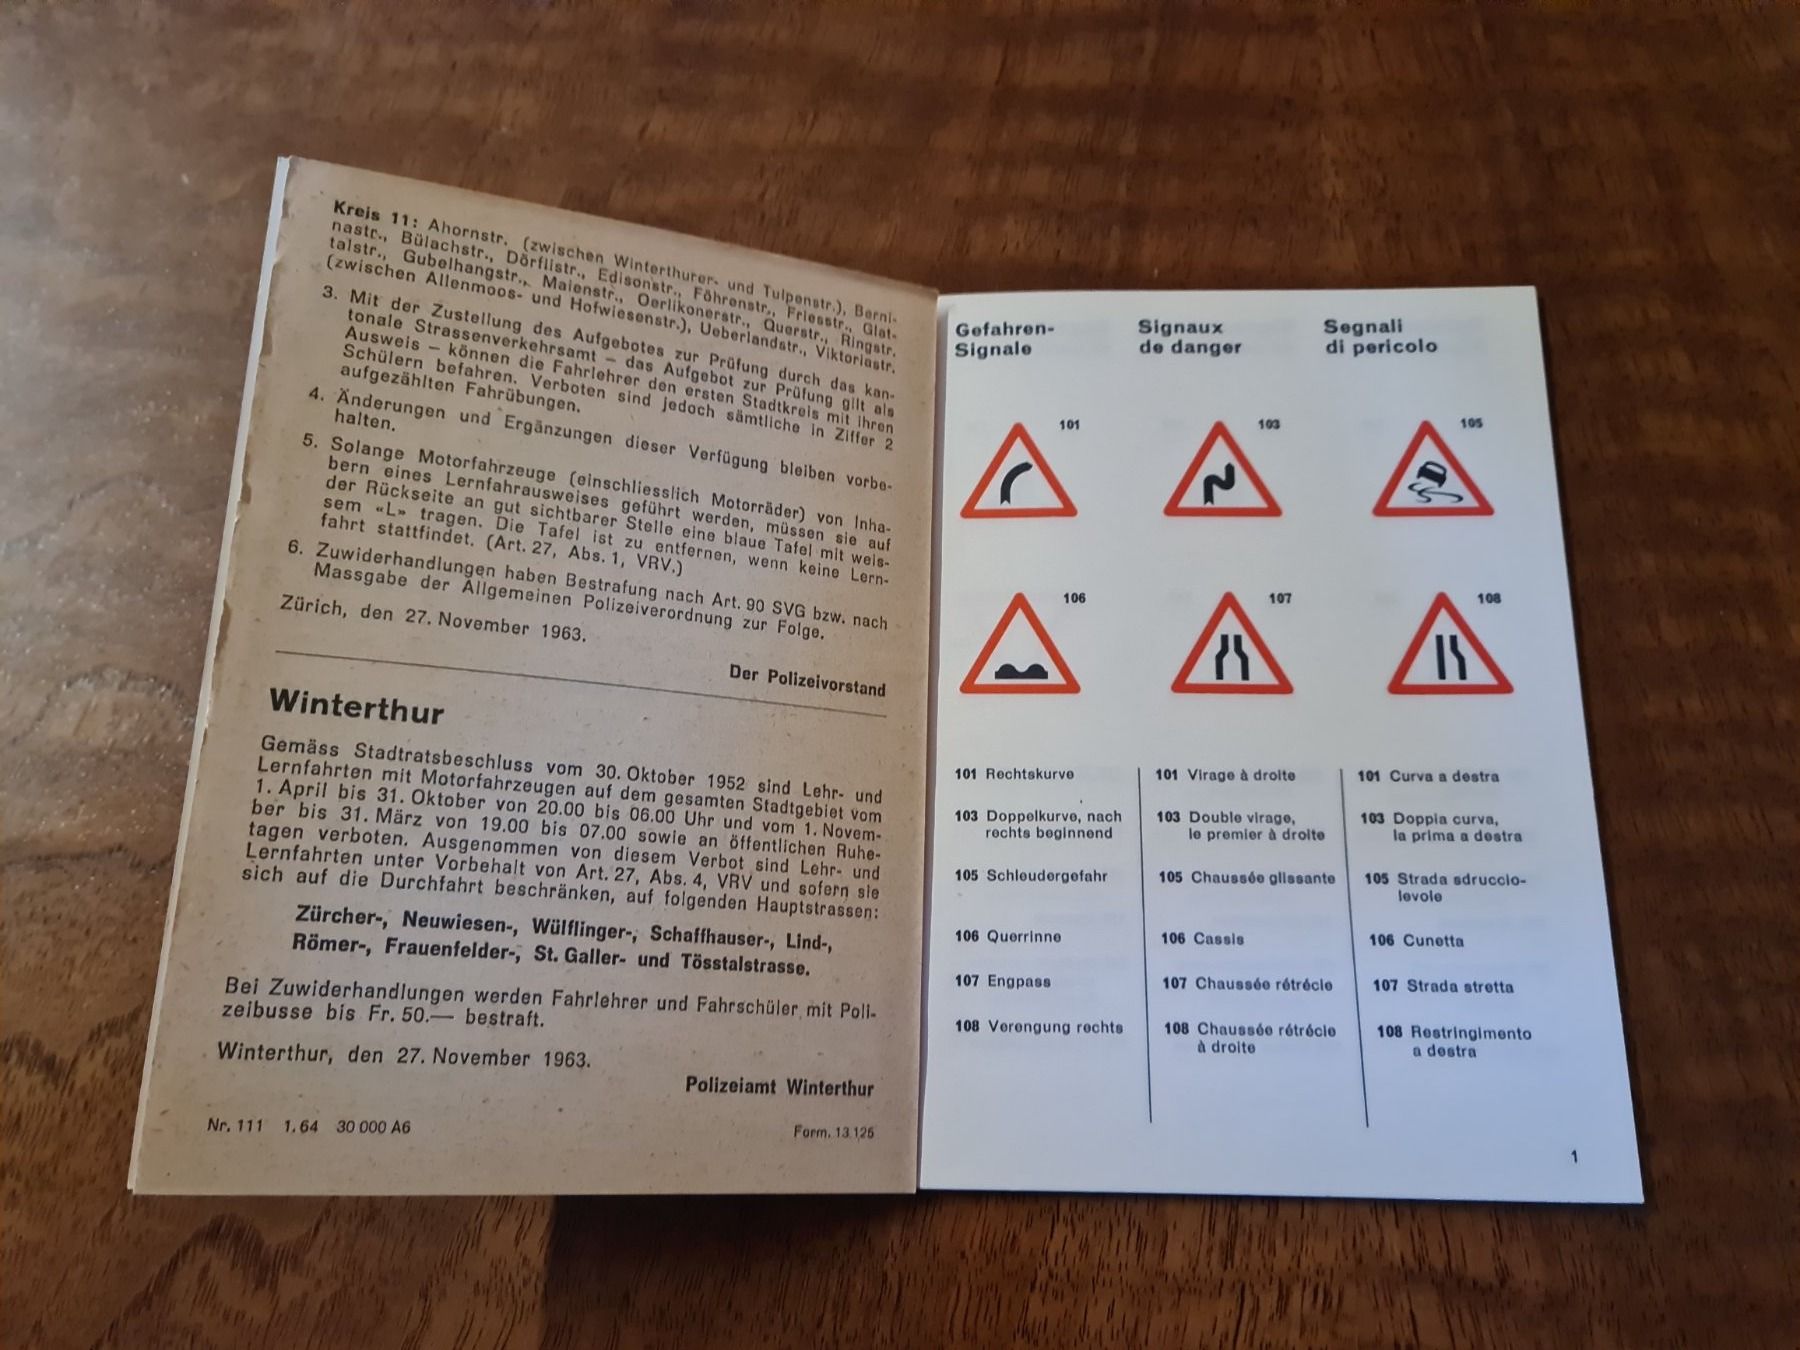 Kreis 11: Ahornstr. (zwischen Winterthurer- und Tulpenstr.), Berni-
nastr., Bülachstr., Dörflistr., Edisonstr., Föhrenstr., Friesstr., Glat-
talstr., Gubelhangstr., Maienstr., Oerlikonerstr., Querstr., Ringstr.
(zwischen Allenmoos- und Hofwiesenstr.), Ueberlandstr., Viktoriastr.
3. Mit der Zustellung des Aufgebotes zur Prüfung durch das kan-
tonale Strassenverkehrsamt – das Aufgebot zur Prüfung gilt als
Ausweis – können die Fahrlehrer den ersten Stadtkreis mit ihren
Schülern befahren. Verboten sind jedoch sämtliche in Ziffer 2
aufgezählten Fahrübungen.
4. Änderungen und Ergänzungen dieser Verfügung bleiben vorbe-
halten.
5. Solange Motorfahrzeuge (einschliesslich Motorräder) von Inha-
bern eines Lernfahrausweises geführt werden, müssen sie auf
der Rückseite an gut sichtbarer Stelle eine blaue Tafel mit weis-
sem «L» tragen. Die Tafel ist zu entfernen, wenn keine Lern-
fahrt stattfindet. (Art. 27, Abs. 1, VRV.)
6. Zuwiderhandlungen haben Bestrafung nach Art. 90 SVG bzw. nach
Massgabe der Allgemeinen Polizeiverordnung zur Folge.
Zürich, den 27. November 1963.
Der Polizeivorstand
Winterthur
Gemäss Stadtratsbeschluss vom 30. Oktober 1952 sind Lehr- und
Lernfahrten mit Motorfahrzeugen auf dem gesamten Stadtgebiet vom
1. April bis 31. Oktober von 20.00 bis 06.00 Uhr und vom 1. Novem-
ber bis 31. März von 19.00 bis 07.00 sowie an öffentlichen Ruhe-
tagen verboten. Ausgenommen von diesem Verbot sind Lehr- und
Lernfahrten unter Vorbehalt von Art. 27, Abs. 4, VRV und sofern sie
sich auf die Durchfahrt beschränken, auf folgenden Hauptstrassen:
Zürcher-, Neuwiesen-, Wülflinger-, Schaffhauser-, Lind-,
Römer-, Frauenfelder-, St. Galler- und Tösstalstrasse.
Bei Zuwiderhandlungen werden Fahrlehrer und Fahrschüler mit Poli-
zeibusse bis Fr. 50.— bestraft.
Winterthur, den 27. November 1963.
Polizeiamt Winterthur
Nr. 111 1. 64 30 000 A6 Form. 13.125
Gefahren-
Signale
Signaux
de danger
Segnali
di pericolo
101 103 105
106 107 108
101 Rechtskurve
103 Doppelkurve, nach
rechts beginnend
105 Schleudergefahr
106 Querrinne
107 Engpass
108 Verengung rechts
101 Virage à droite
103 Double virage,
le premier à droite
105 Chaussée glissante
106 Cassis
107 Chaussée rétrécie
108 Chaussée rétrécie
à droite
101 Curva a destra
103 Doppia curva,
la prima a destra
105 Strada sdruccio-
levole
106 Cunetta
107 Strada stretta
108 Restringimento
a destra
1